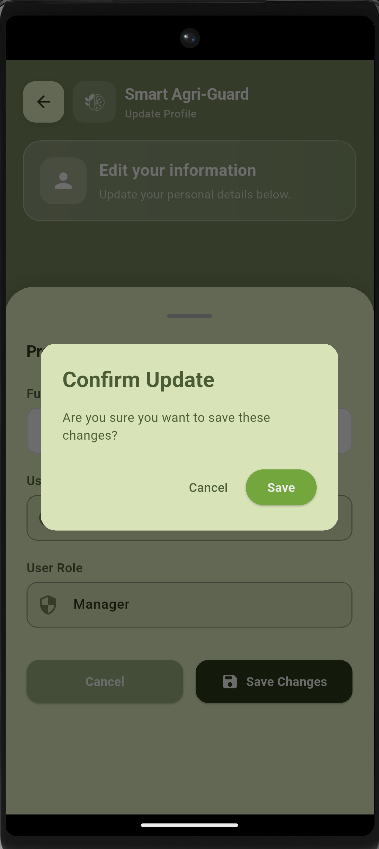 Smart Agri-Guard
Update Profile
Edit your information
Update your personal details below.
Confirm Update
Are you sure you want to save these
changes?
Cancel
Save
User Role
Manager
Cancel
Save Changes